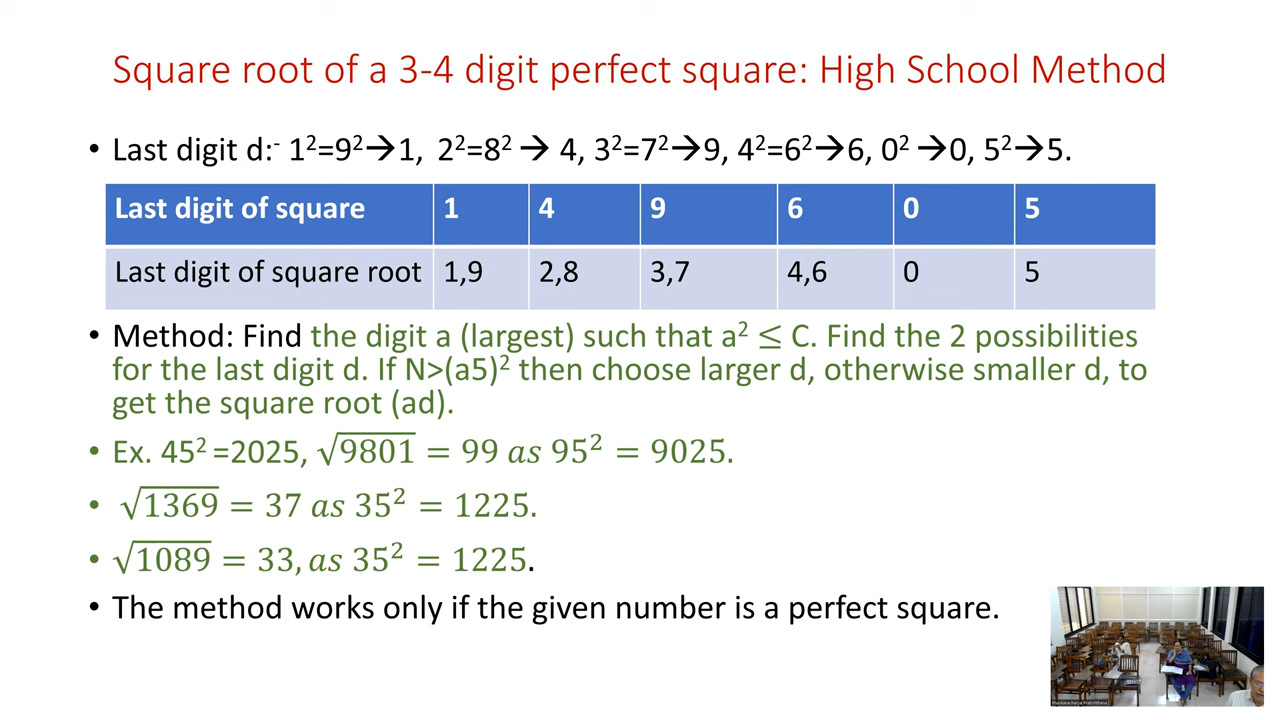 Square root of a 3-4 digit perfect square: High School Method
• Last digit d:- 1²=9²→1, 2²=8² → 4, 3²=7²→9, 4²=6²→6, 0² →0, 5²→5.
Last digit of square 1 4 9 6 0 5
Last digit of square root 1,9 2,8 3,7 4,6 0 5
• Method: Find the digit a (largest) such that a² ≤ C. Find the 2 possibilities
for the last digit d. If N>(a5)² then choose larger d, otherwise smaller d, to
get the square root (ad).
• Ex. 45² =2025, √9801 = 99 as 95² = 9025.
• √1369 = 37 as 35² = 1225.
• √1089 = 33, as 35² = 1225.
• The method works only if the given number is a perfect square.
Bhaskaracharya Pratishthana